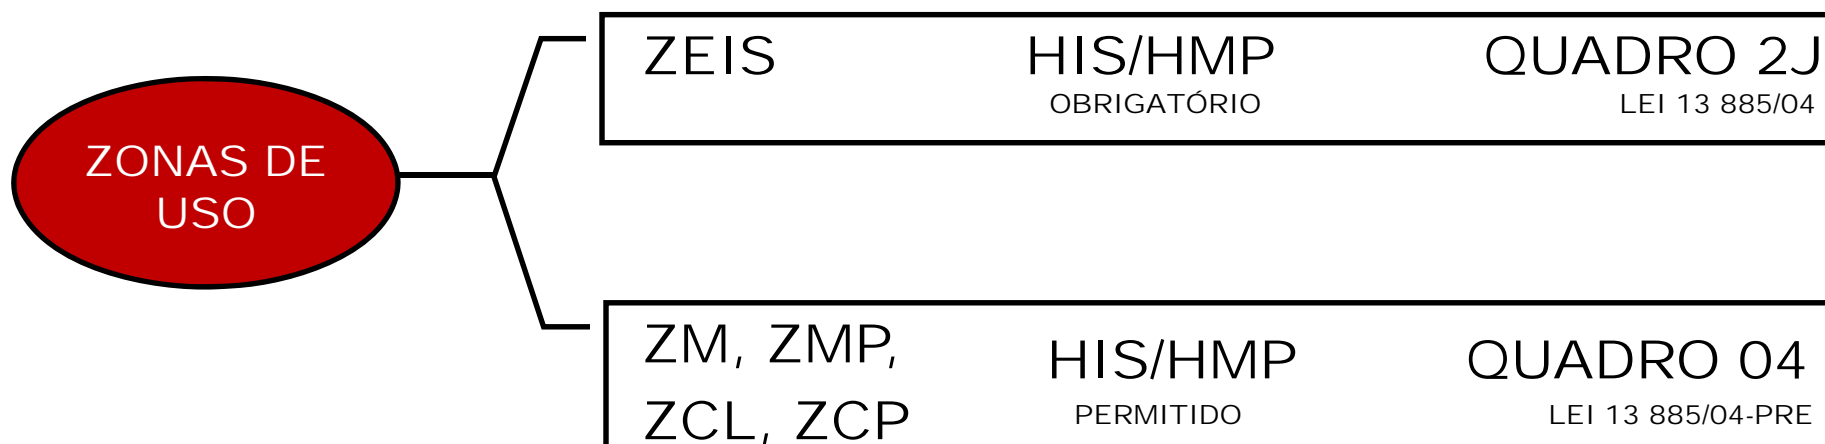 ZONAS DE
USO
ZEIS HIS/HMP QUADRO 2J
OBRIGATÓRIO LEI 13 885/04
ZM, ZMP, HIS/HMP QUADRO 04
ZCL, ZCP PERMITIDO LEI 13 885/04-PRE